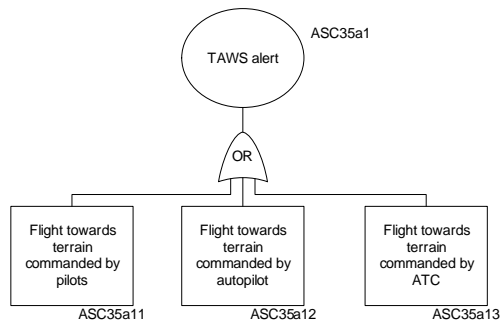 ASC35a1
TAWS alert
OR
Flight towards
terrain
commanded by
pilots
ASC35a11
Flight towards
terrain
commanded by
autopilot
ASC35a12
Flight towards
terrain
commanded by
ATC
ASC35a13